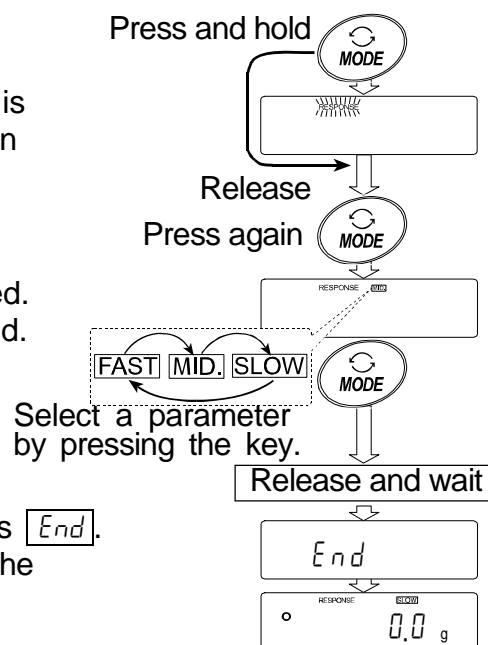 Press and hold
MODE
is
RESPONSE
n
Release
Press again
MODE
ed.
RESPONSE MID.
d.
FAST MID. SLOW
MODE
Select a parameter
by pressing the key.
Release and wait
s End.
End
he
RESPONSE SLOW
0.0 g